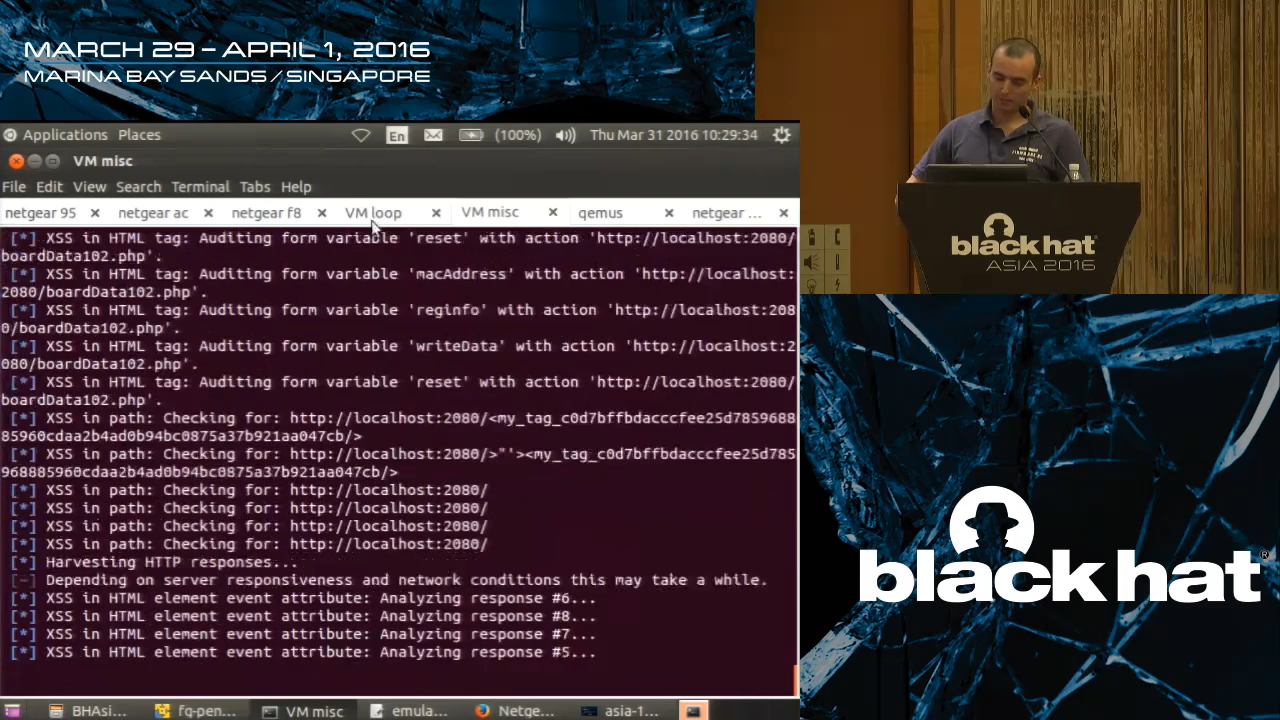 MARCH 29 – APRIL 1, 2016
MARINA BAY SANDS / SINGAPORE
Applications Places En (100%) Thu Mar 31 2016 10:29:34
VM misc
File Edit View Search Terminal Tabs Help
netgear 95 netgear ac netgear f8 VM loop VM misc qemus netgear ...
[*] XSS in HTML tag: Auditing form variable 'reset' with action 'http://localhost:2080/
boardData102.php'.
[*] XSS in HTML tag: Auditing form variable 'macAddress' with action 'http://localhost:
2080/boardData102.php'.
[*] XSS in HTML tag: Auditing form variable 'reginfo' with action 'http://localhost:208
0/boardData102.php'.
[*] XSS in HTML tag: Auditing form variable 'writeData' with action 'http://localhost:2
080/boardData102.php'.
[*] XSS in HTML tag: Auditing form variable 'reset' with action 'http://localhost:2080/
boardData102.php'.
[*] XSS in path: Checking for: http://localhost:2080/<my_tag_c0d7bffbdacccfee25d7859688
85960cdaa2b4ad0b94bc0875a37b921aa047cb/>
[*] XSS in path: Checking for: http://localhost:2080/>"'><my_tag_c0d7bffbdacccfee25d785
968885960cdaa2b4ad0b94bc0875a37b921aa047cb/>
[*] XSS in path: Checking for: http://localhost:2080/
[*] XSS in path: Checking for: http://localhost:2080/
[*] XSS in path: Checking for: http://localhost:2080/
[*] XSS in path: Checking for: http://localhost:2080/
[*] Harvesting HTTP responses...
[~] Depending on server responsiveness and network conditions this may take a while.
[*] XSS in HTML element event attribute: Analyzing response #6...
[*] XSS in HTML element event attribute: Analyzing response #8...
[*] XSS in HTML element event attribute: Analyzing response #7...
[*] XSS in HTML element event attribute: Analyzing response #5...
BHAsi... fq-pen... VM misc emula... Netge... asia-1...
black hat
ASIA 2016
black hat®